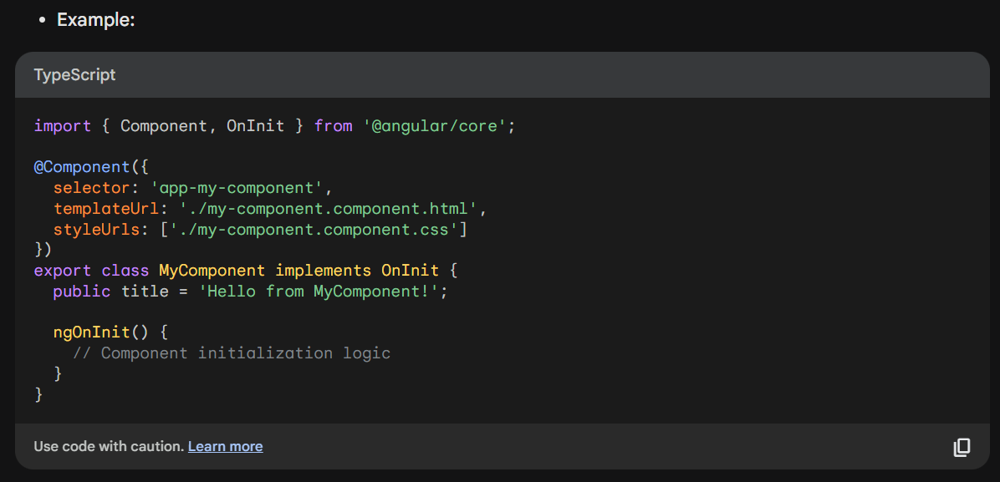 • Example:
TypeScript
import { Component, OnInit } from '@angular/core';
@Component({
  selector: 'app-my-component',
  templateUrl: './my-component.component.html',
  styleUrls: ['./my-component.component.css']
})
export class MyComponent implements OnInit {
  public title = 'Hello from MyComponent!';
  ngOnInit() {
    // Component initialization logic
  }
}
Use code with caution. Learn more